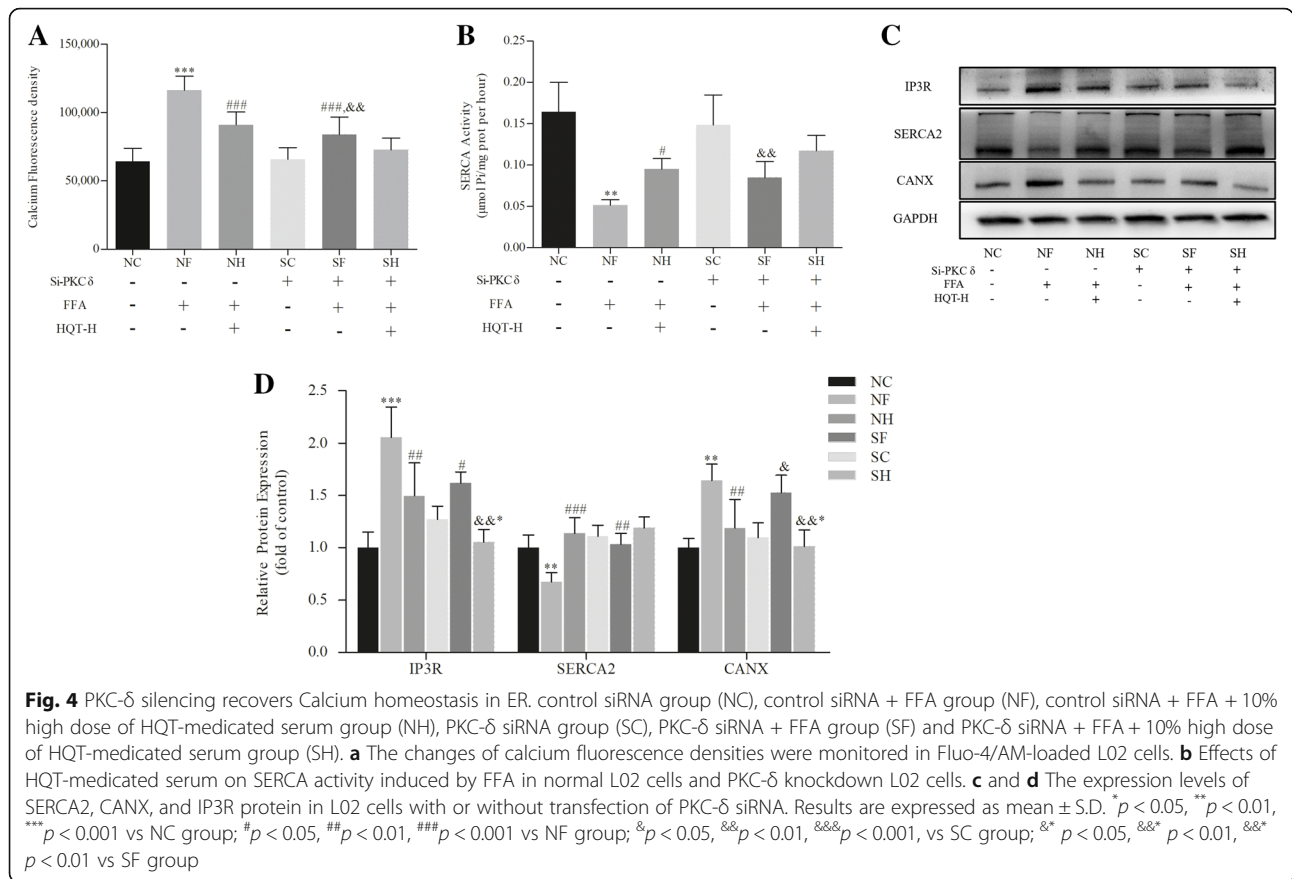 A
Calcium Fluorescence density
150,000
100,000
50,000
0
***
###
###,&&
NC NF NH SC SF SH
Si-PKC δ - - - + + +
FFA - + + - + +
HQT-H - - + - - +
B
SERCA Activity
(μmol Pi/mg prot per hour)
0.25
0.20
0.15
0.10
0.05
0.00
**
#
&&
NC NF NH SC SF SH
Si-PKCδ - - - + + +
FFA - + + - + +
HQT-H - - + - - +
C
IP3R
SERCA2
CANX
GAPDH
NC NF NH SC SF SH
Si-PKC δ - - - + + +
FFA - + + - + +
HQT-H - - + - - +
D
Relative Protein Expression
(fold of control)
2.5
2.0
1.5
1.0
0.5
0.0
*** ## # &&*
** ### ##
** ## & &&*
IP3R SERCA2 CANX
NC
NF
NH
SF
SC
SH
Fig. 4 PKC-δ silencing recovers Calcium homeostasis in ER. control siRNA group (NC), control siRNA + FFA group (NF), control siRNA + FFA + 10%
high dose of HQT-medicated serum group (NH), PKC-δ siRNA group (SC), PKC-δ siRNA + FFA group (SF) and PKC-δ siRNA + FFA + 10% high dose
of HQT-medicated serum group (SH). a The changes of calcium fluorescence densities were monitored in Fluo-4/AM-loaded L02 cells. b Effects of
HQT-medicated serum on SERCA activity induced by FFA in normal L02 cells and PKC-δ knockdown L02 cells. c and d The expression levels of
SERCA2, CANX, and IP3R protein in L02 cells with or without transfection of PKC-δ siRNA. Results are expressed as mean ± S.D. *p < 0.05, **p < 0.01,
***p < 0.001 vs NC group; #p < 0.05, ##p < 0.01, ###p < 0.001 vs NF group; &p < 0.05, &&p < 0.01, &&&p < 0.001, vs SC group; &* p < 0.05, &&* p < 0.01, &&*
p < 0.01 vs SF group